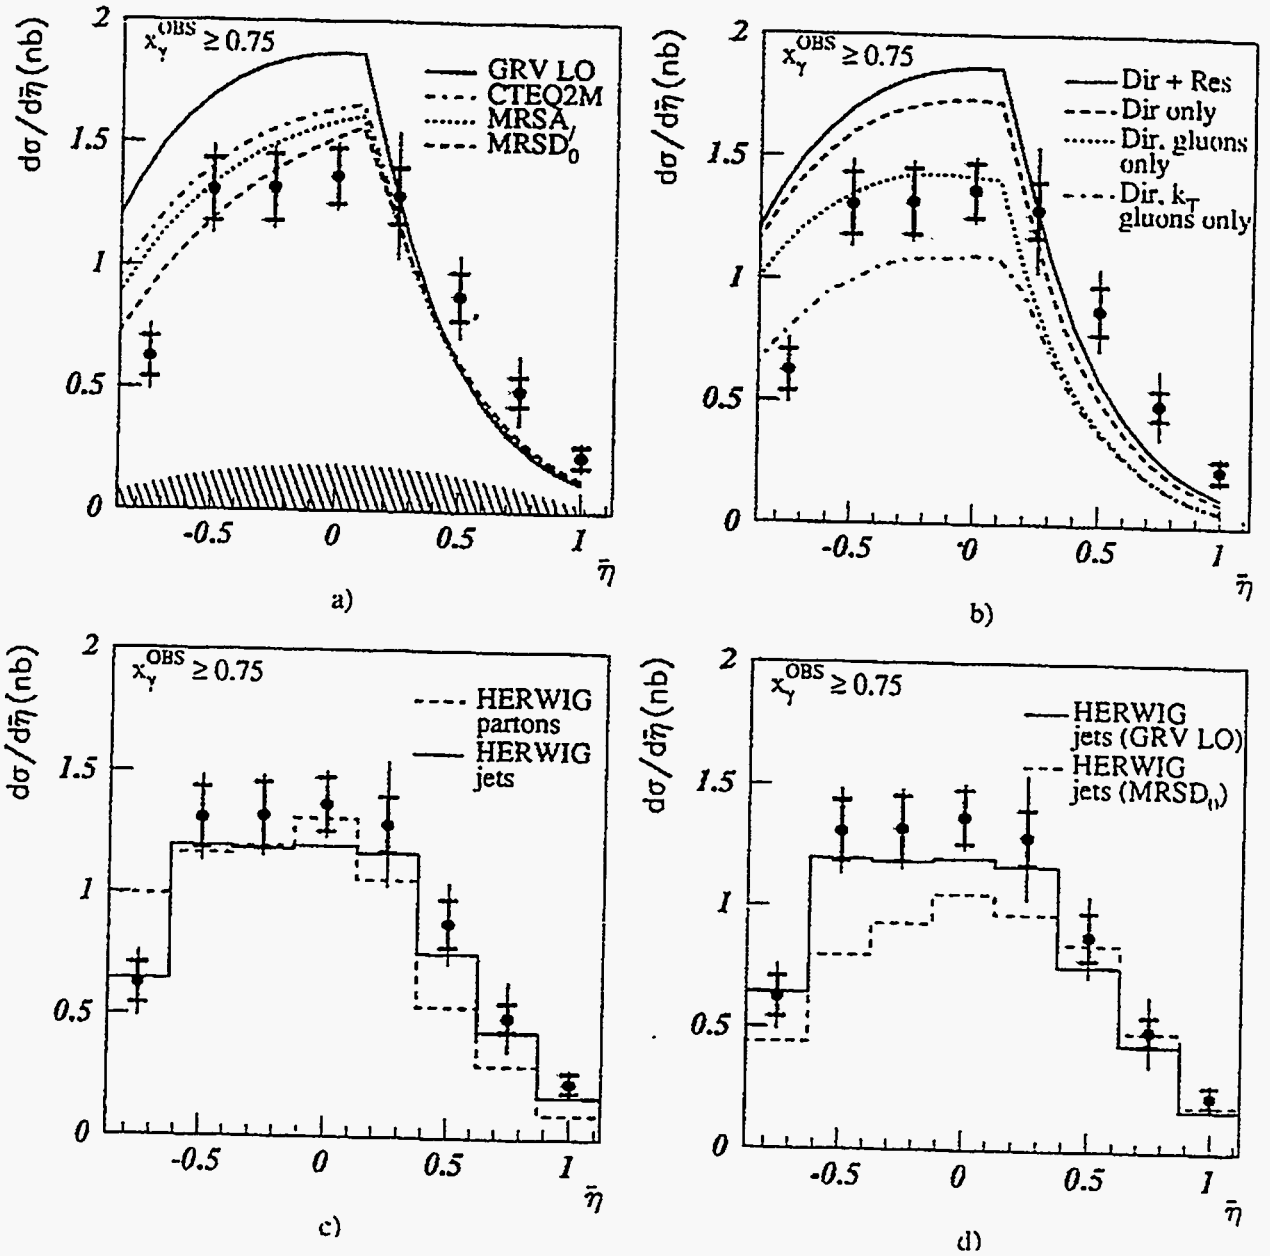 dσ/dη̄ (nb)
2
1.5
1
0.5
0
x_γ^OBS ≥ 0.75
GRV LO
CTEQ2M
MRSA
MRSD₀′
-0.5
0
0.5
1
η̄
a)
dσ/dη̄ (nb)
2
1.5
1
0.5
0
x_γ^OBS ≥ 0.75
Dir + Res
Dir only
Dir. gluons
only
Dir. k_T
gluons only
-0.5
0
0.5
1
η̄
b)
dσ/dη̄ (nb)
2
1.5
1
0.5
0
x_γ^OBS ≥ 0.75
HERWIG
partons
HERWIG
jets
-0.5
0
0.5
1
η̄
c)
dσ/dη̄ (nb)
2
1.5
1
0.5
0
x_γ^OBS ≥ 0.75
HERWIG
jets (GRV LO)
HERWIG
jets (MRSD₀)
-0.5
0
0.5
1
η̄
d)